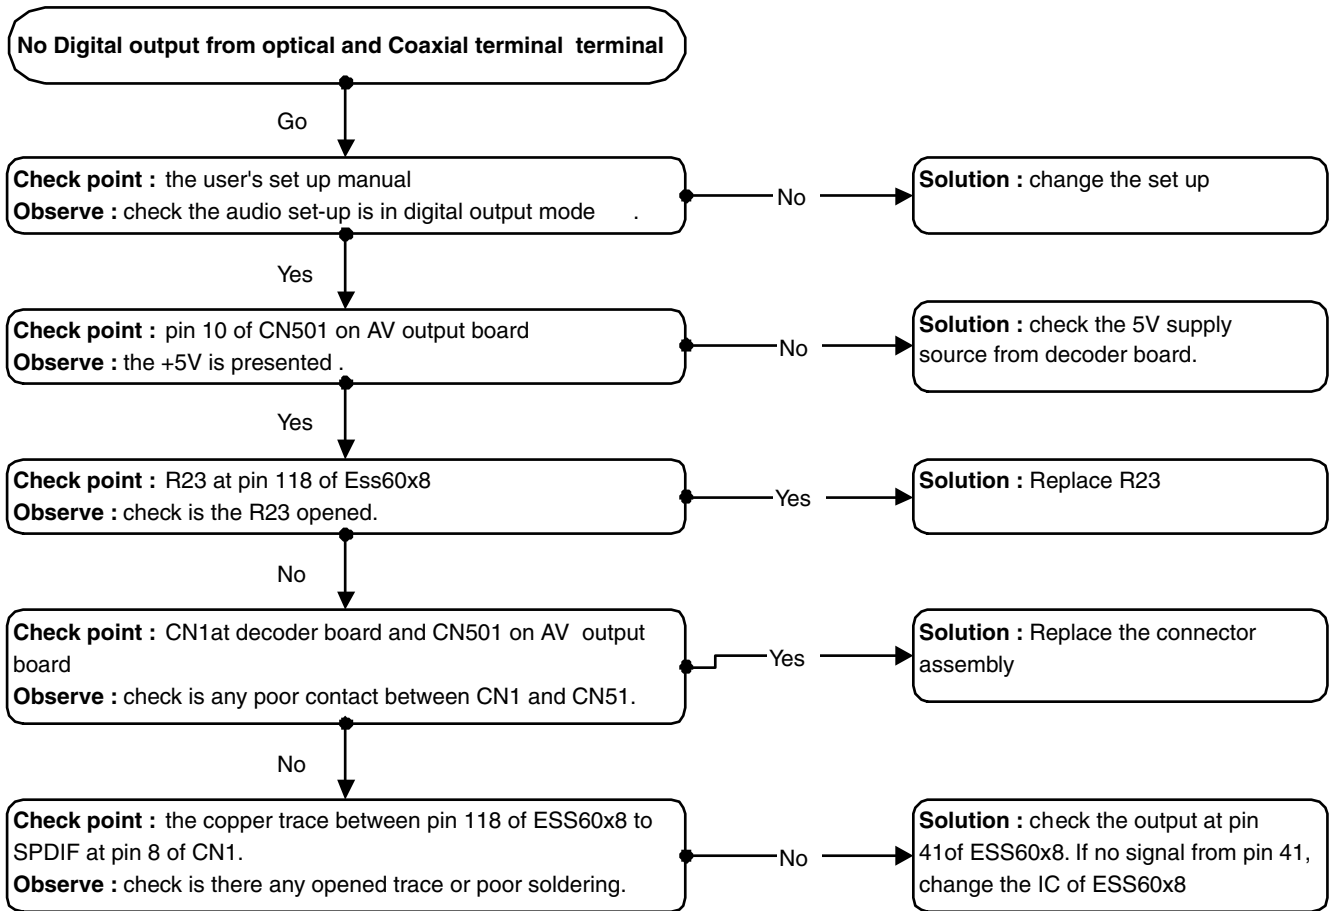 No Digital output from optical and Coaxial terminal  terminal
Go
Check point : the user's set up manual
Observe : check the audio set-up is in digital output mode .
No
Solution : change the set up
Yes
Check point : pin 10 of CN501 on AV output board
Observe : the +5V is presented .
No
Solution : check the 5V supply
source from decoder board.
Yes
Check point : R23 at pin 118 of Ess60x8
Observe : check is the R23 opened.
Yes
Solution : Replace R23
No
Check point : CN1at decoder board and CN501 on AV output
board
Observe : check is any poor contact between CN1 and CN51.
Yes
Solution : Replace the connector
assembly
No
Check point : the copper trace between pin 118 of ESS60x8 to
SPDIF at pin 8 of CN1.
Observe : check is there any opened trace or poor soldering.
No
Solution : check the output at pin
41of ESS60x8. If no signal from pin 41,
change the IC of ESS60x8